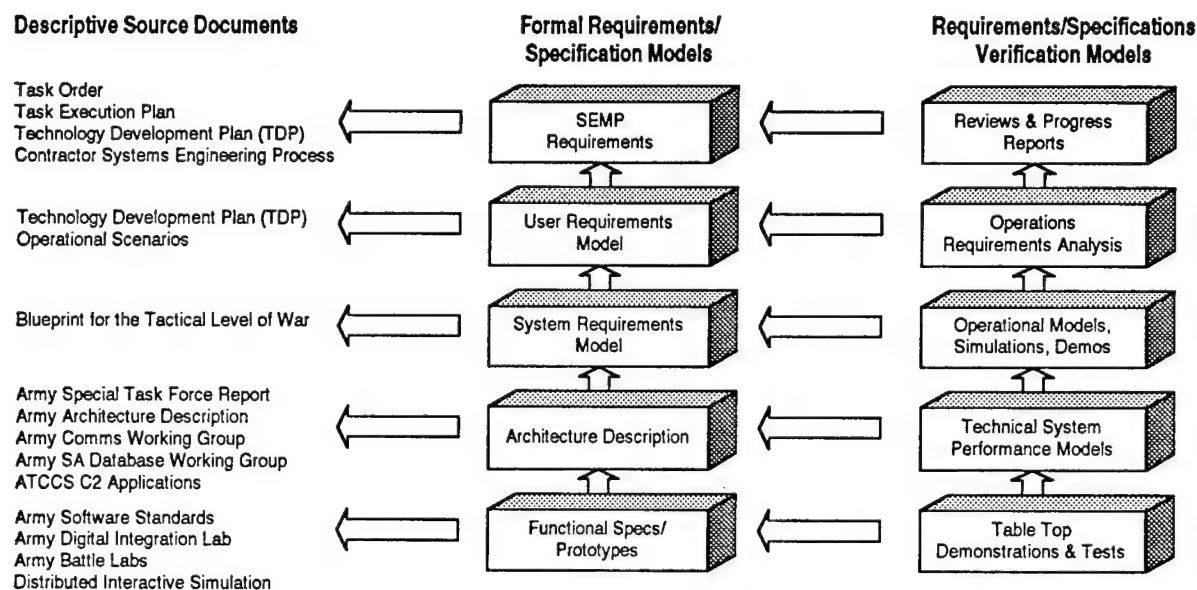 Descriptive Source Documents
Formal Requirements/
Specification Models
Requirements/Specifications
Verification Models
Task Order
Task Execution Plan
Technology Development Plan (TDP)
Contractor Systems Engineering Process
SEMP
Requirements
Reviews & Progress
Reports
Technology Development Plan (TDP)
Operational Scenarios
User Requirements
Model
Operations
Requirements Analysis
Blueprint for the Tactical Level of War
System Requirements
Model
Operational Models,
Simulations, Demos
Army Special Task Force Report
Army Architecture Description
Army Comms Working Group
Army SA Database Working Group
ATCCS C2 Applications
Architecture Description
Technical System
Performance Models
Army Software Standards
Army Digital Integration Lab
Army Battle Labs
Distributed Interactive Simulation
Functional Specs/
Prototypes
Table Top
Demonstrations & Tests